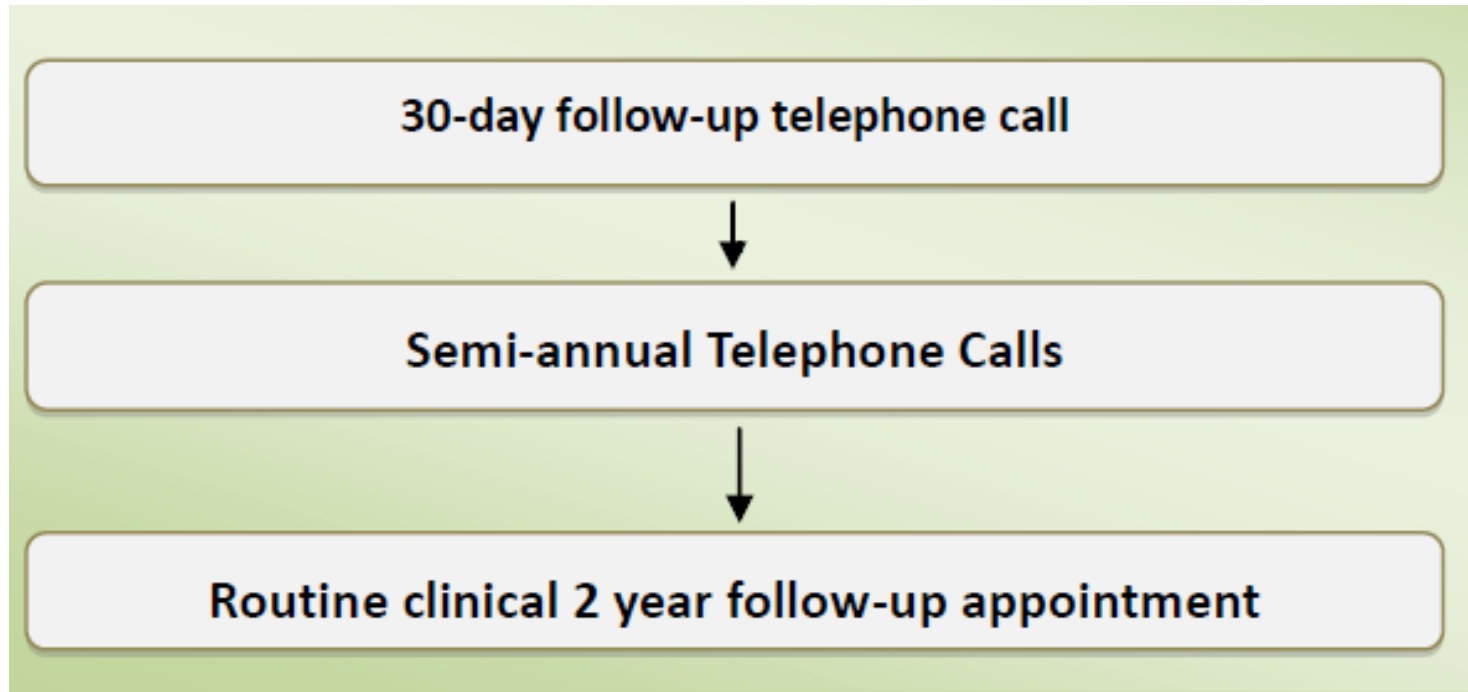 30-day follow-up telephone call
Semi-annual Telephone Calls
Routine clinical 2 year follow-up appointment